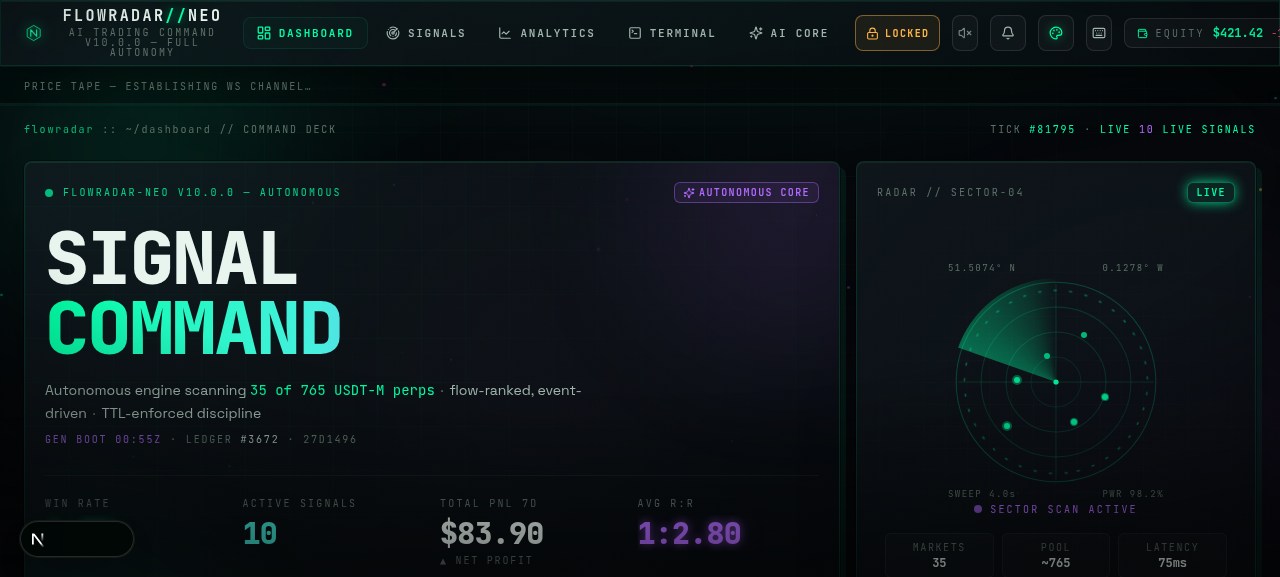 FLOWRADAR//NEO
AI TRADING COMMAND
V10.0.0 — FULL
AUTONOMY
DASHBOARD
SIGNALS
ANALYTICS
TERMINAL
AI CORE
LOCKED
EQUITY $421.42
PRICE TAPE — ESTABLISHING WS CHANNEL…
flowradar :: ~/dashboard // COMMAND DECK
TICK #81795 · LIVE 10 LIVE SIGNALS
FLOWRADAR-NEO V10.0.0 — AUTONOMOUS
AUTONOMOUS CORE
SIGNAL
COMMAND
Autonomous engine scanning 35 of 765 USDT-M perps · flow-ranked, event-
driven · TTL-enforced discipline
GEN BOOT 00:55Z · LEDGER #3672 · 27D1496
WIN RATE
ACTIVE SIGNALS
10
TOTAL PNL 7D
$83.90
▲ NET PROFIT
AVG R:R
1:2.80
RADAR // SECTOR-04
LIVE
51.5074° N
0.1278° W
SWEEP 4.0s
PWR 98.2%
SECTOR SCAN ACTIVE
MARKETS
35
POOL
~765
LATENCY
75ms